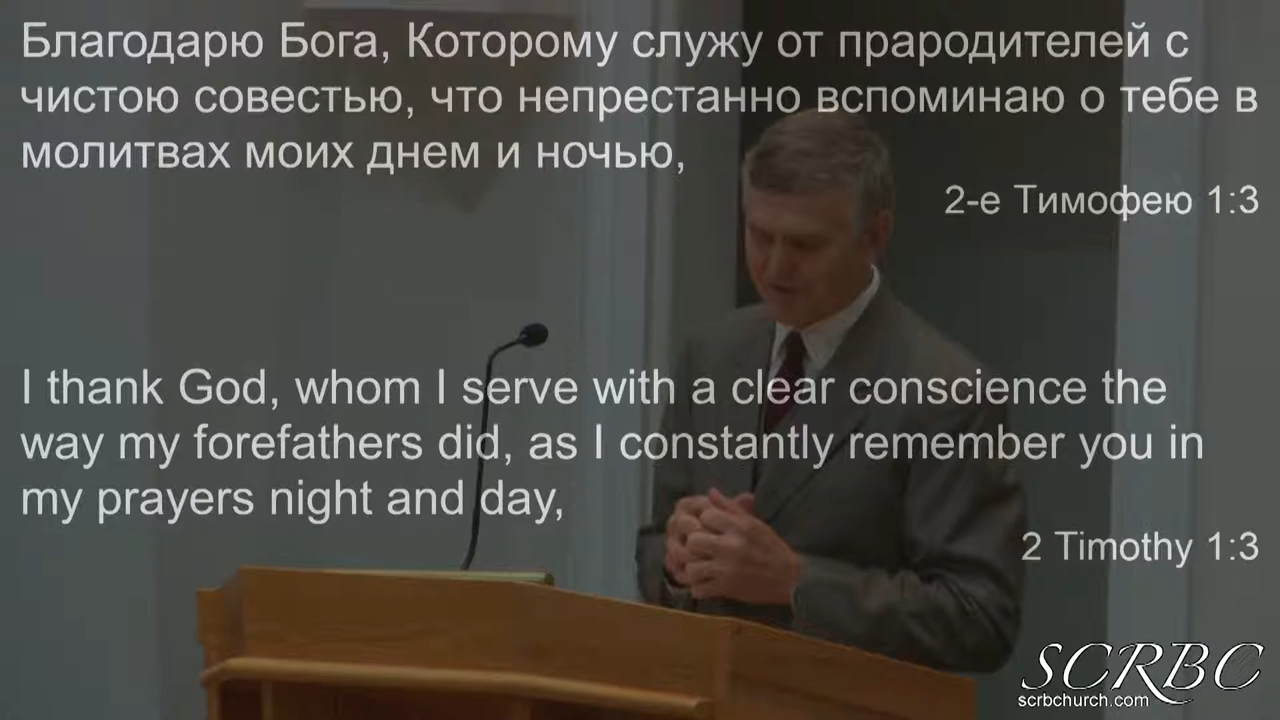 Благодарю Бога, Которому служу от прародителей с
чистою совестью, что непрестанно вспоминаю о тебе в
молитвах моих днем и ночью,
2-е Тимофею 1:3
I thank God, whom I serve with a clear conscience the
way my forefathers did, as I constantly remember you in
my prayers night and day,
2 Timothy 1:3
SCRBC
scrbchurch.com